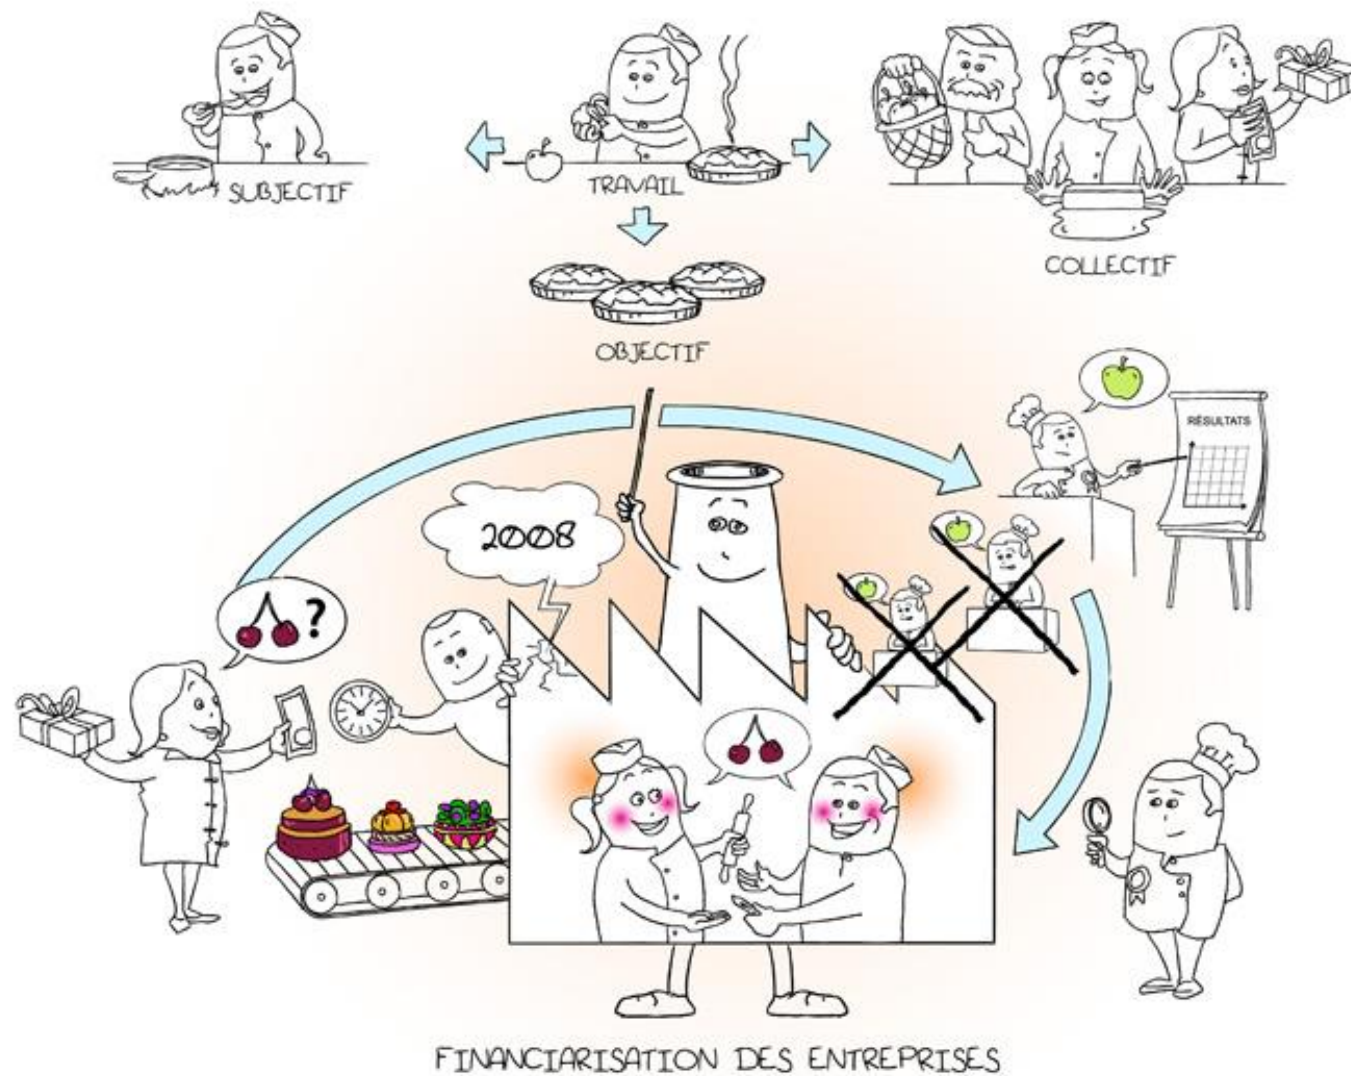 SUBJECTIF
TRAVAIL
COLLECTIF
OBJECTIF
RÉSULTATS
2008
?
FINANCIARISATION DES ENTREPRISES